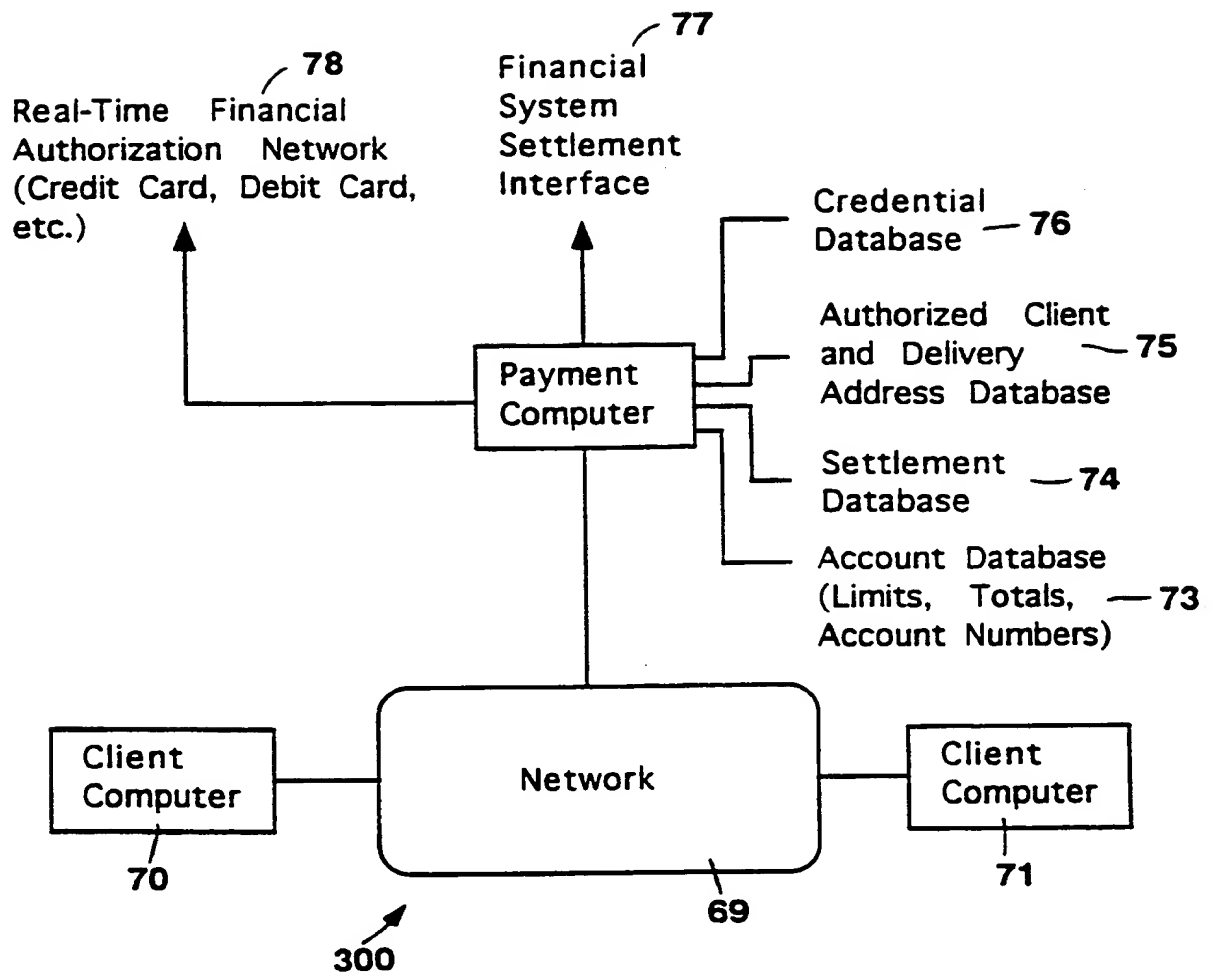 78
Real-Time Financial
Authorization Network
(Credit Card, Debit Card,
etc.)
77
Financial
System
Settlement
Interface
Credential
Database
76
Authorized Client
and Delivery
Address Database
75
Payment
Computer
Settlement
Database
74
Account Database
(Limits, Totals,
Account Numbers)
73
Client
Computer
70
Network
69
Client
Computer
71
300